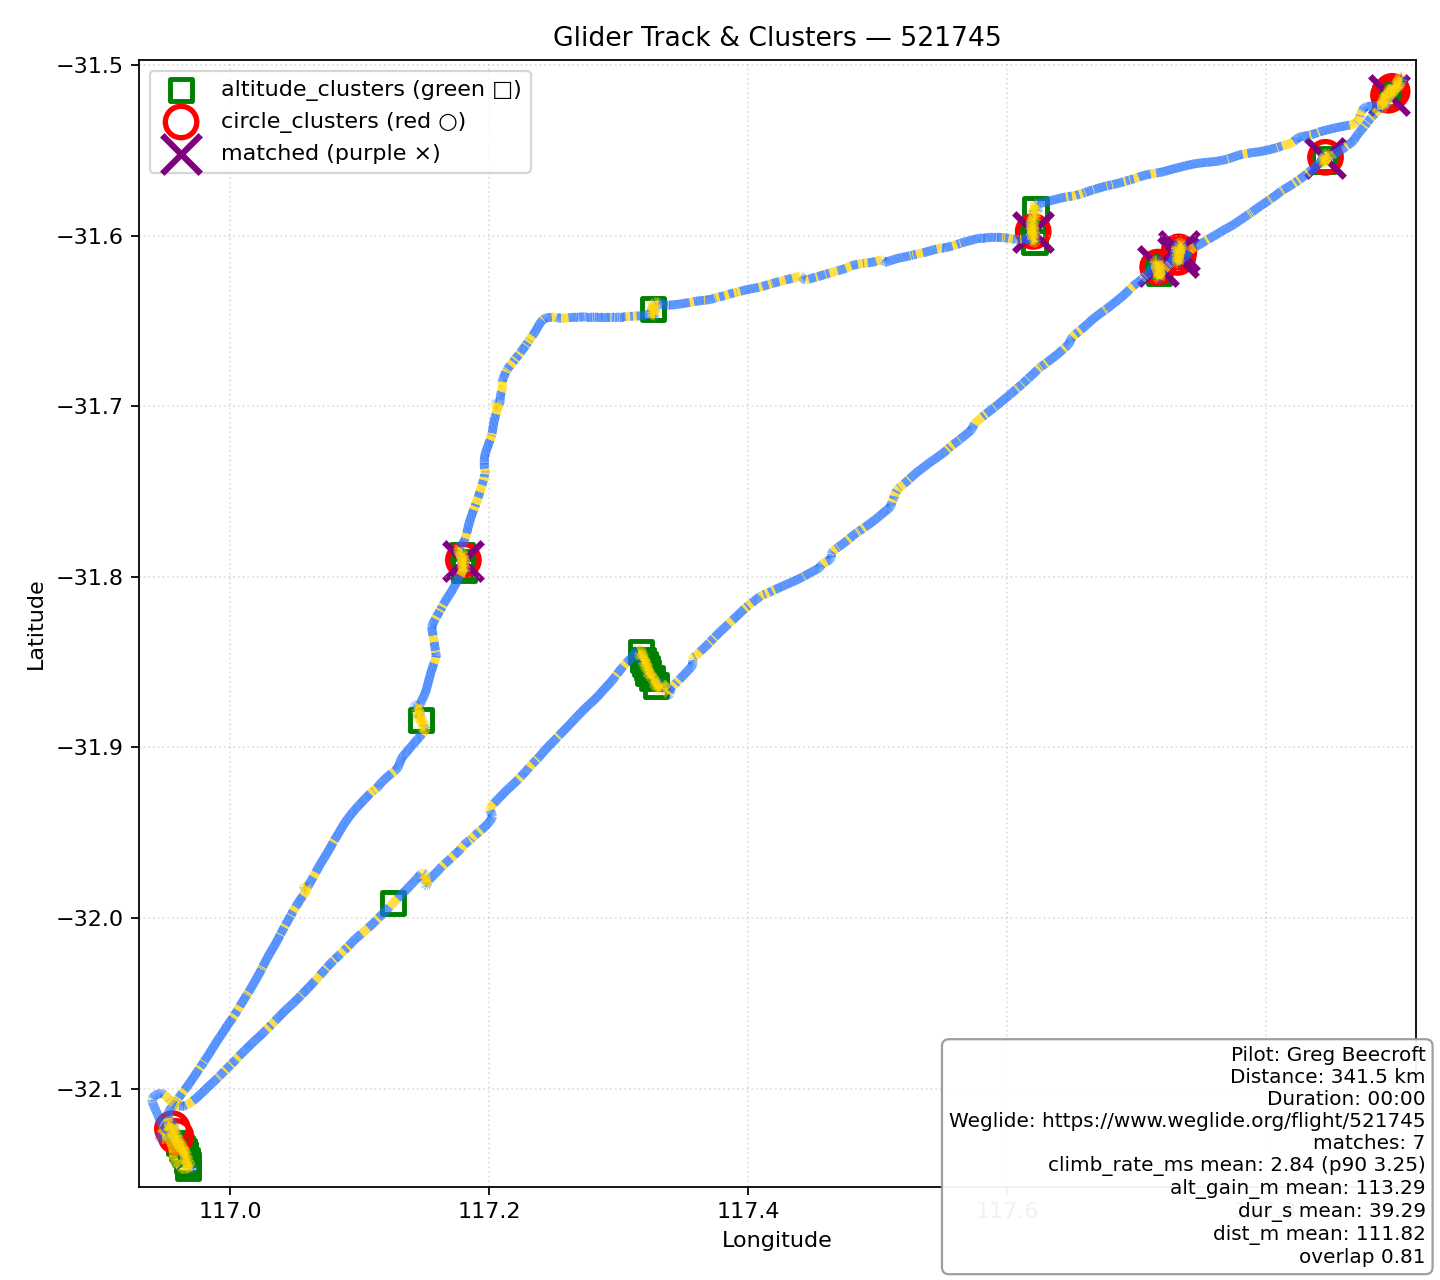 Glider Track & Clusters — 521745
altitude_clusters (green □)
circle_clusters (red ○)
matched (purple ×)
−31.5
−31.6
−31.7
−31.8
−31.9
−32.0
−32.1
Latitude
117.0
117.2
117.4
117.6
Longitude
Pilot: Greg Beecroft
Distance: 341.5 km
Duration: 00:00
Weglide: https://www.weglide.org/flight/521745
matches: 7
climb_rate_ms mean: 2.84 (p90 3.25)
alt_gain_m mean: 113.29
dur_s mean: 39.29
dist_m mean: 111.82
overlap 0.81